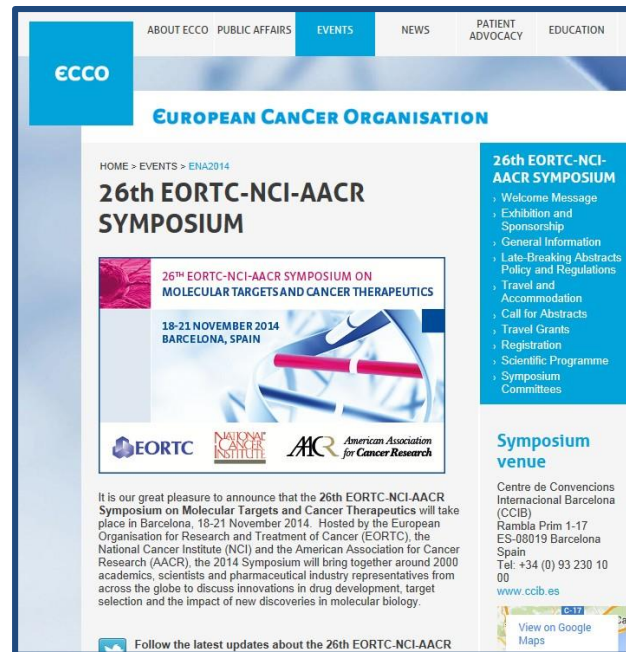 ABOUT ECCO PUBLIC AFFAIRS EVENTS NEWS PATIENT ADVOCACY EDUCATION
ECCO
EUROPEAN CANCER ORGANISATION
HOME > EVENTS > ENA2014
26th EORTC-NCI-AACR
SYMPOSIUM
26TH EORTC-NCI-AACR SYMPOSIUM ON
MOLECULAR TARGETS AND CANCER THERAPEUTICS
18-21 NOVEMBER 2014
BARCELONA, SPAIN
EORTC
NATIONAL
CANCER
INSTITUTE
AACR
American Association
for Cancer Research
It is our great pleasure to announce that the 26th EORTC-NCI-AACR
Symposium on Molecular Targets and Cancer Therapeutics will take
place in Barcelona, 18-21 November 2014. Hosted by the European
Organisation for Research and Treatment of Cancer (EORTC), the
National Cancer Institute (NCI) and the American Association for Cancer
Research (AACR), the 2014 Symposium will bring together around 2000
academics, scientists and pharmaceutical industry representatives from
across the globe to discuss innovations in drug development, target
selection and the impact of new discoveries in molecular biology.
Follow the latest updates about the 26th EORTC-NCI-AACR
26th EORTC-NCI-
AACR SYMPOSIUM
› Welcome Message
› Exhibition and
Sponsorship
› General Information
› Late-Breaking Abstracts
Policy and Regulations
› Travel and
Accommodation
› Call for Abstracts
› Travel Grants
› Registration
› Scientific Programme
› Symposium
Committees
Symposium
venue
Centre de Convencions
Internacional Barcelona
(CCIB)
Rambla Prim 1-17
ES-08019 Barcelona
Spain
Tel: +34 (0) 93 230 10
00
www.ccib.es
C-17
View on Google
Maps